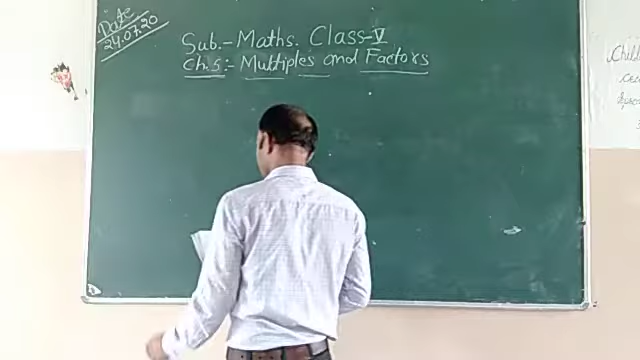 Date
24.07.20
Sub.- Maths. Class-V
Ch.5:- Multiples and Factors